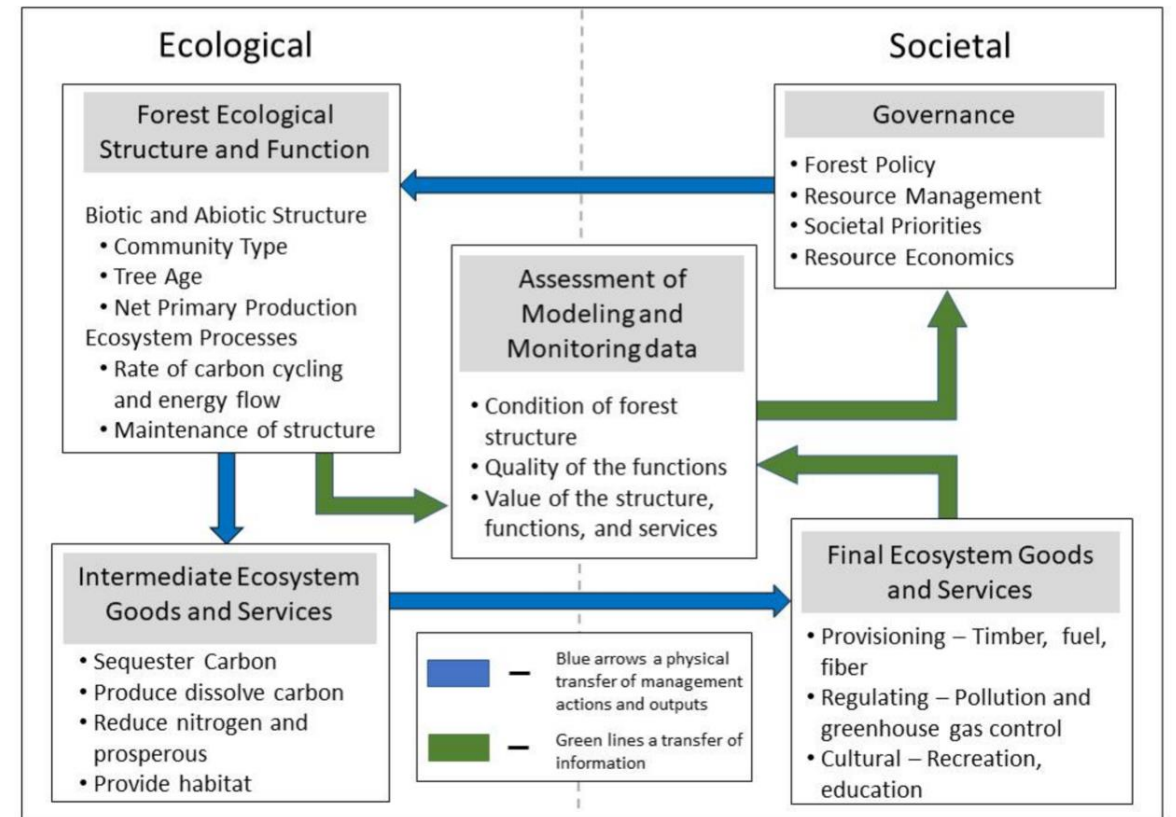 Ecological
Societal
Forest Ecological
Structure and Function
Biotic and Abiotic Structure
• Community Type
• Tree Age
• Net Primary Production
Ecosystem Processes
• Rate of carbon cycling
and energy flow
• Maintenance of structure
Governance
• Forest Policy
• Resource Management
• Societal Priorities
• Resource Economics
Assessment of
Modeling and
Monitoring data
• Condition of forest
structure
• Quality of the functions
• Value of the structure,
functions, and services
Intermediate Ecosystem
Goods and Services
• Sequester Carbon
• Produce dissolve carbon
• Reduce nitrogen and
prosperous
• Provide habitat
Final Ecosystem Goods
and Services
• Provisioning – Timber, fuel,
fiber
• Regulating – Pollution and
greenhouse gas control
• Cultural – Recreation,
education
– Blue arrows a physical
transfer of management
actions and outputs
– Green lines a transfer of
information